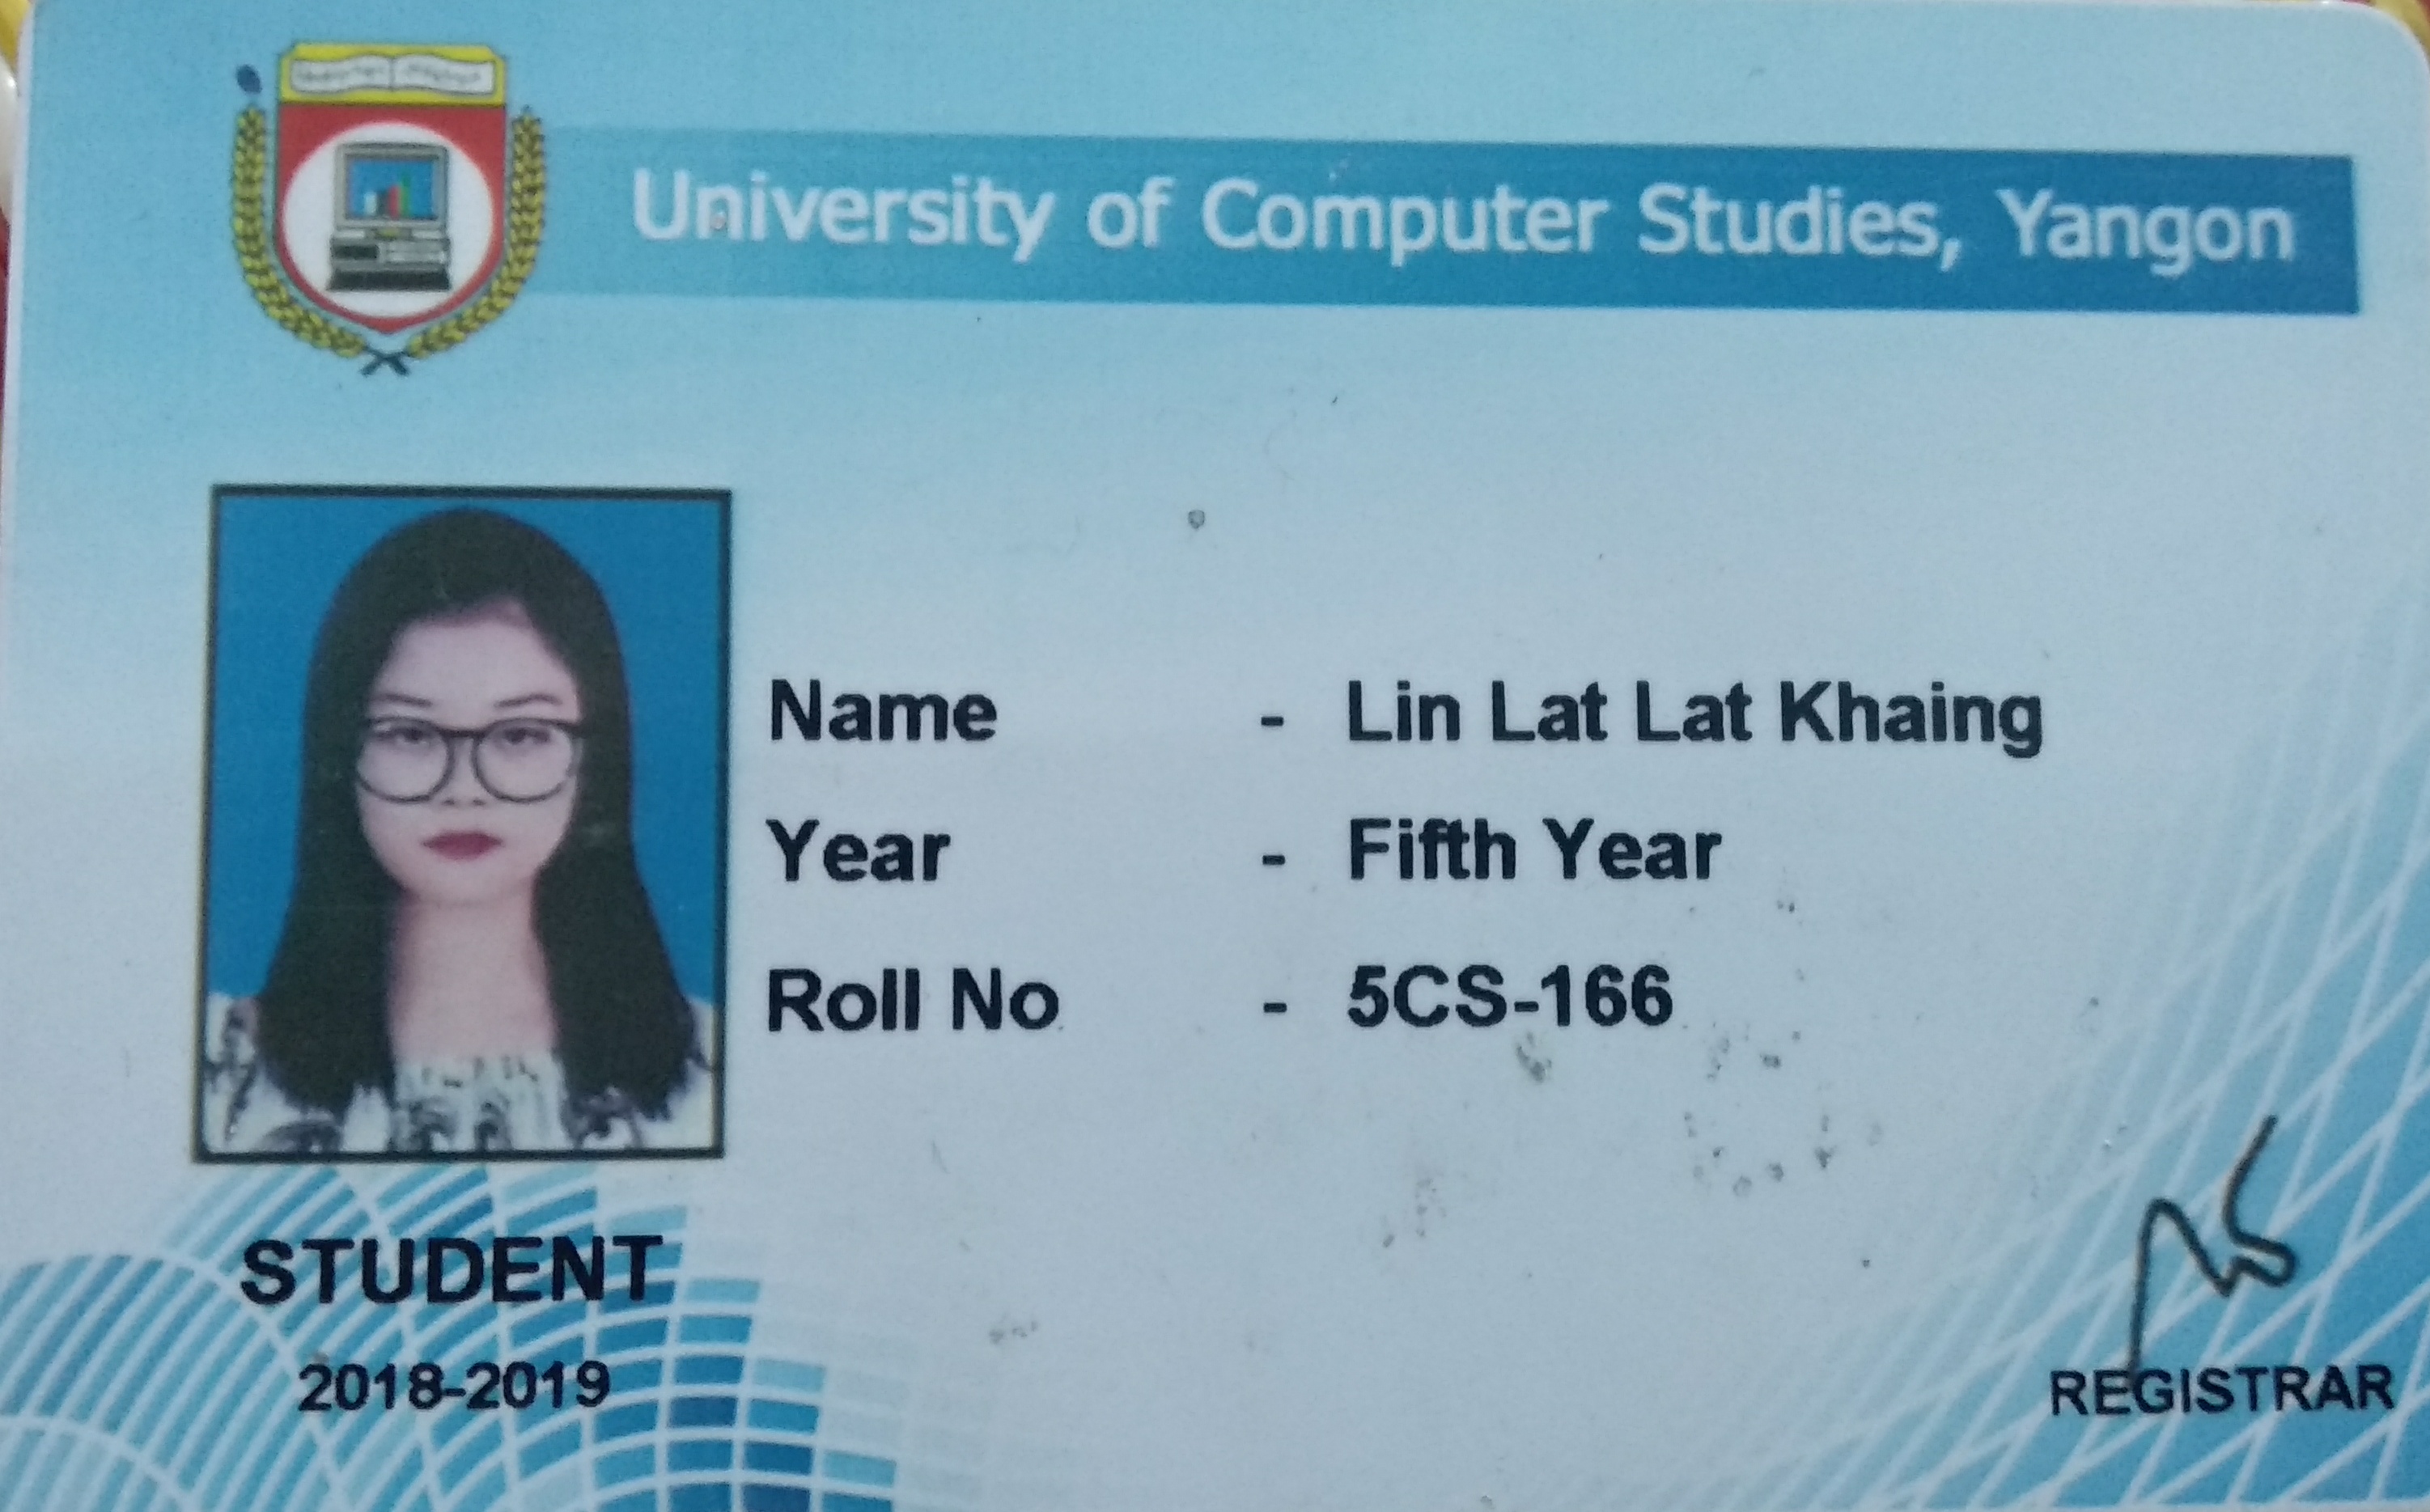 University of Computer Studies, Yangon
Name - Lin Lat Lat Khaing
Year - Fifth Year
Roll No - 5CS-166
STUDENT
2018-2019
REGISTRAR